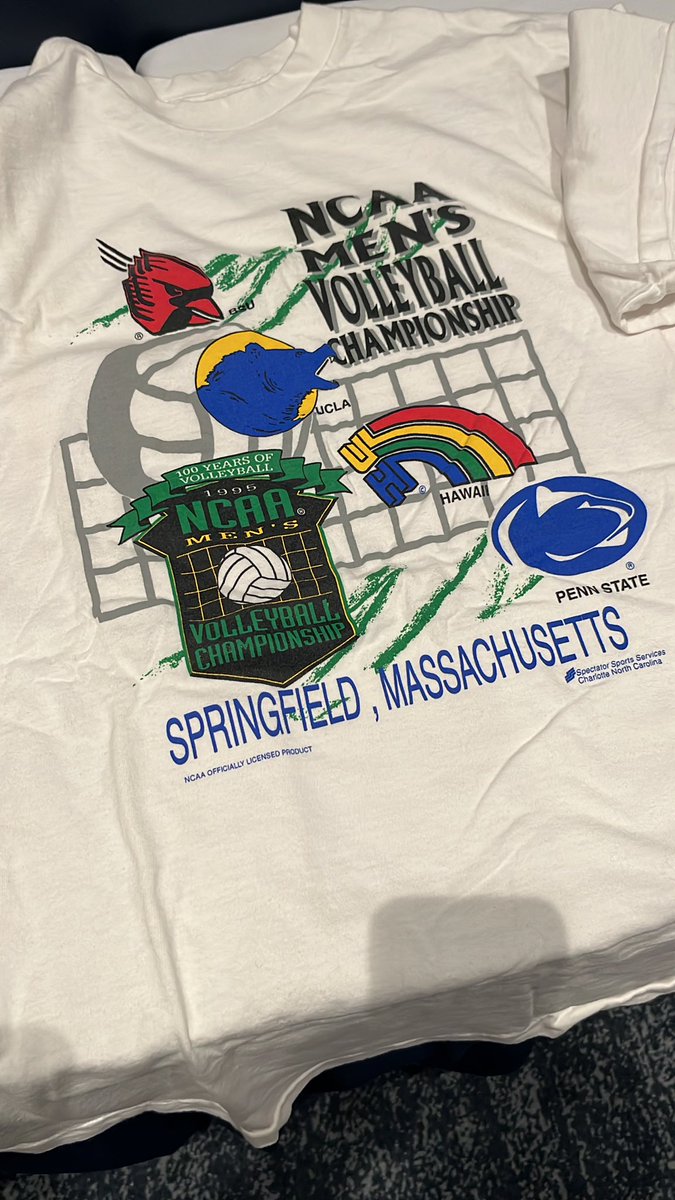 NCAA
MEN'S
VOLLEYBALL
CHAMPIONSHIP
BSU
®
UCLA
UH
© HAWAII
®
PENN STATE
100 YEARS OF
VOLLEYBALL
1995
NCAA®
MEN'S
VOLLEYBALL
CHAMPIONSHIP
SPRINGFIELD , MASSACHUSETTS
Spectator Sports Services
Charlotte North Carolina
NCAA OFFICIALLY LICENSED PRODUCT